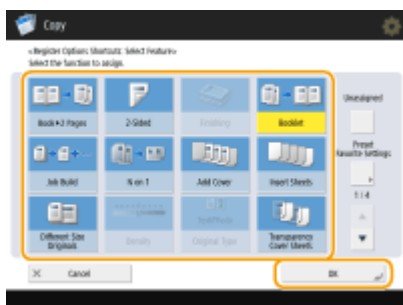 Copy
<Register Options Shortcuts: Select Feature>
Select the function to assign.
Book►2 Pages
2-Sided
Finishing
Booklet
Unassigned
Job Build
N on 1
Add Cover
Insert Sheets
Preset
Favorite Settings
1/4
Different Size
Originals
Density
Original Type
Transparency
Cover Sheets
Cancel
OK